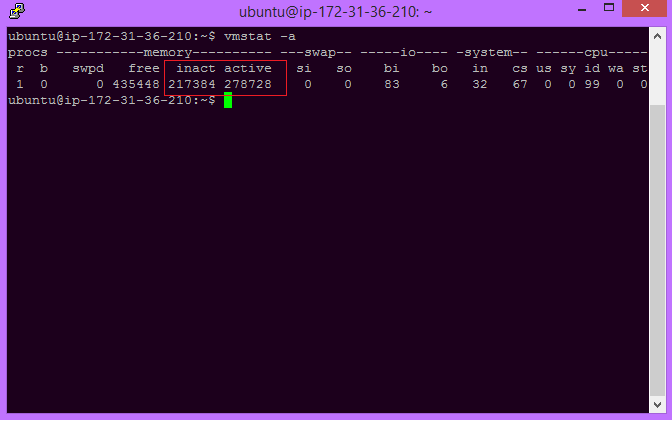 ubuntu@ip-172-31-36-210: ~
ubuntu@ip-172-31-36-210:~$ vmstat -a
procs -----------memory---------- ---swap-- -----io---- -system-- ------cpu-----
 r  b   swpd   free  inact active   si   so    bi    bo   in   cs us sy id wa st
 1  0      0 435448 217384 278728    0    0    83     6   32   67  0  0 99  0  0
ubuntu@ip-172-31-36-210:~$